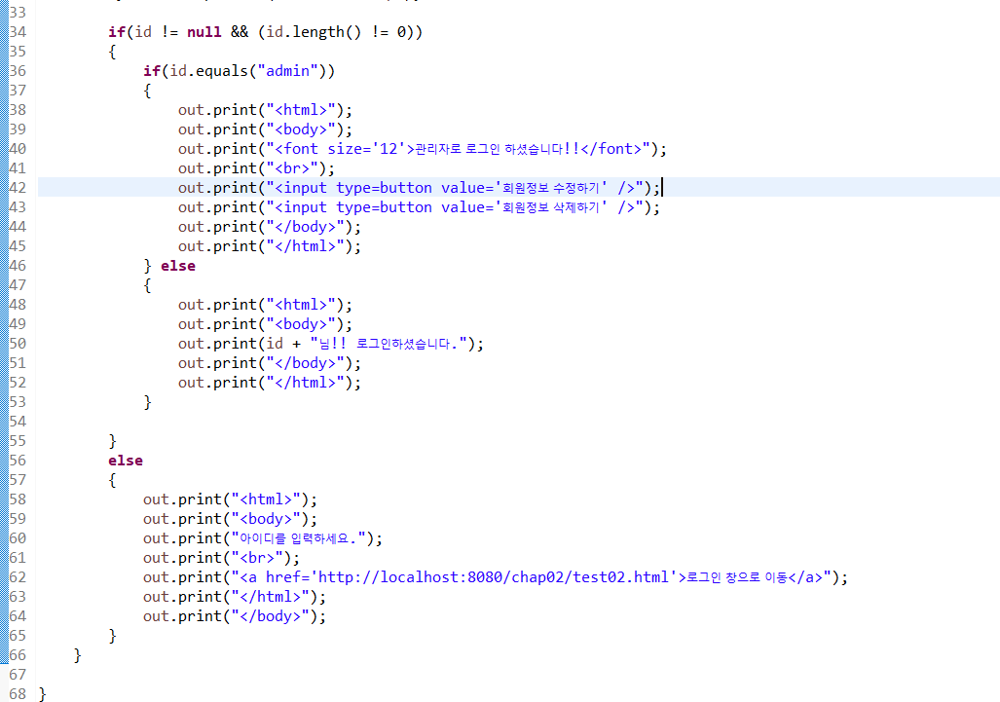 33
34 if(id != null && (id.length() != 0))
35 {
36 if(id.equals("admin"))
37 {
38 out.print("<html>");
39 out.print("<body>");
40 out.print("<font size='12'>관리자로 로그인 하셨습니다!!</font>");
41 out.print("<br>");
42 out.print("<input type=button value='회원정보 수정하기' />");
43 out.print("<input type=button value='회원정보 삭제하기' />");
44 out.print("</body>");
45 out.print("</html>");
46 } else
47 {
48 out.print("<html>");
49 out.print("<body>");
50 out.print(id + "님!! 로그인하셨습니다.");
51 out.print("</body>");
52 out.print("</html>");
53 }
54
55 }
56 else
57 {
58 out.print("<html>");
59 out.print("<body>");
60 out.print("아이디를 입력하세요.");
61 out.print("<br>");
62 out.print("<a href='http://localhost:8080/chap02/test02.html'>로그인 창으로 이동</a>");
63 out.print("</html>");
64 out.print("</body>");
65 }
66 }
67
68 }